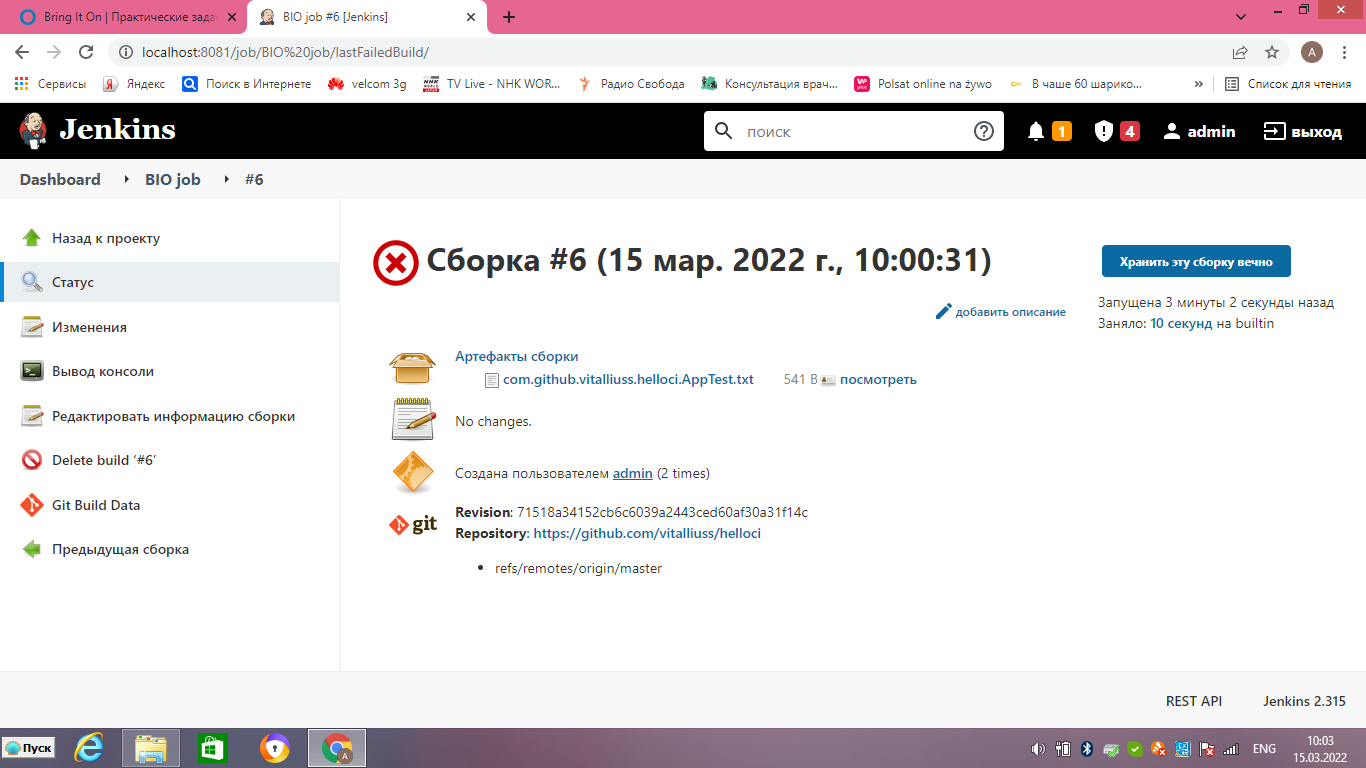 Bring It On | Практические зада
BIO job #6 [Jenkins]
localhost:8081/job/BIO%20job/lastFailedBuild/
A
Сервисы
Яндекс
Поиск в Интернете
velcom 3g
TV Live - NHK WOR...
Радио Свобода
Консультация врач...
Polsat online na żywo
В чаше 60 шарико...
»
Список для чтения
Jenkins
поиск
1
4
admin
выход
Dashboard
BIO job
#6
Назад к проекту
Статус
Изменения
Вывод консоли
Редактировать информацию сборки
Delete build ‘#6’
Git Build Data
Предыдущая сборка
Сборка #6 (15 мар. 2022 г., 10:00:31)
Хранить эту сборку вечно
добавить описание
Запущена 3 минуты 2 секунды назад
Заняло: 10 секунд на builtin
Артефакты сборки
com.github.vitalliuss.helloci.AppTest.txt 541 B посмотреть
No changes.
Создана пользователем admin (2 times)
git
Revision: 71518a34152cb6c6039a2443ced60af30a31f14c
Repository: https://github.com/vitalliuss/helloci
refs/remotes/origin/master
REST API
Jenkins 2.315
Пуск
A
ENG
10:03
15.03.2022